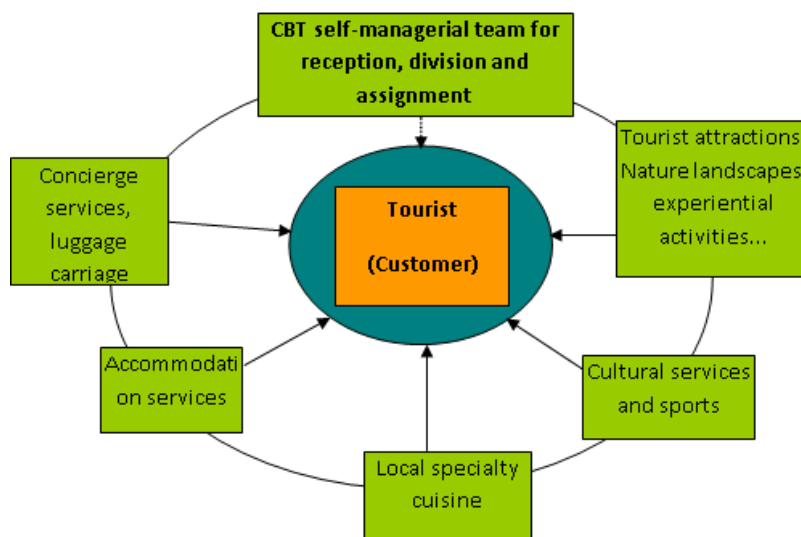 CBT self-managerial team for
reception, division and
assignment
Tourist attractions
Nature landscapes
experiential
activities...
Concierge
services,
luggage
carriage
Tourist
(Customer)
Accommodati
on services
Cultural services
and sports
Local specialty
cuisine